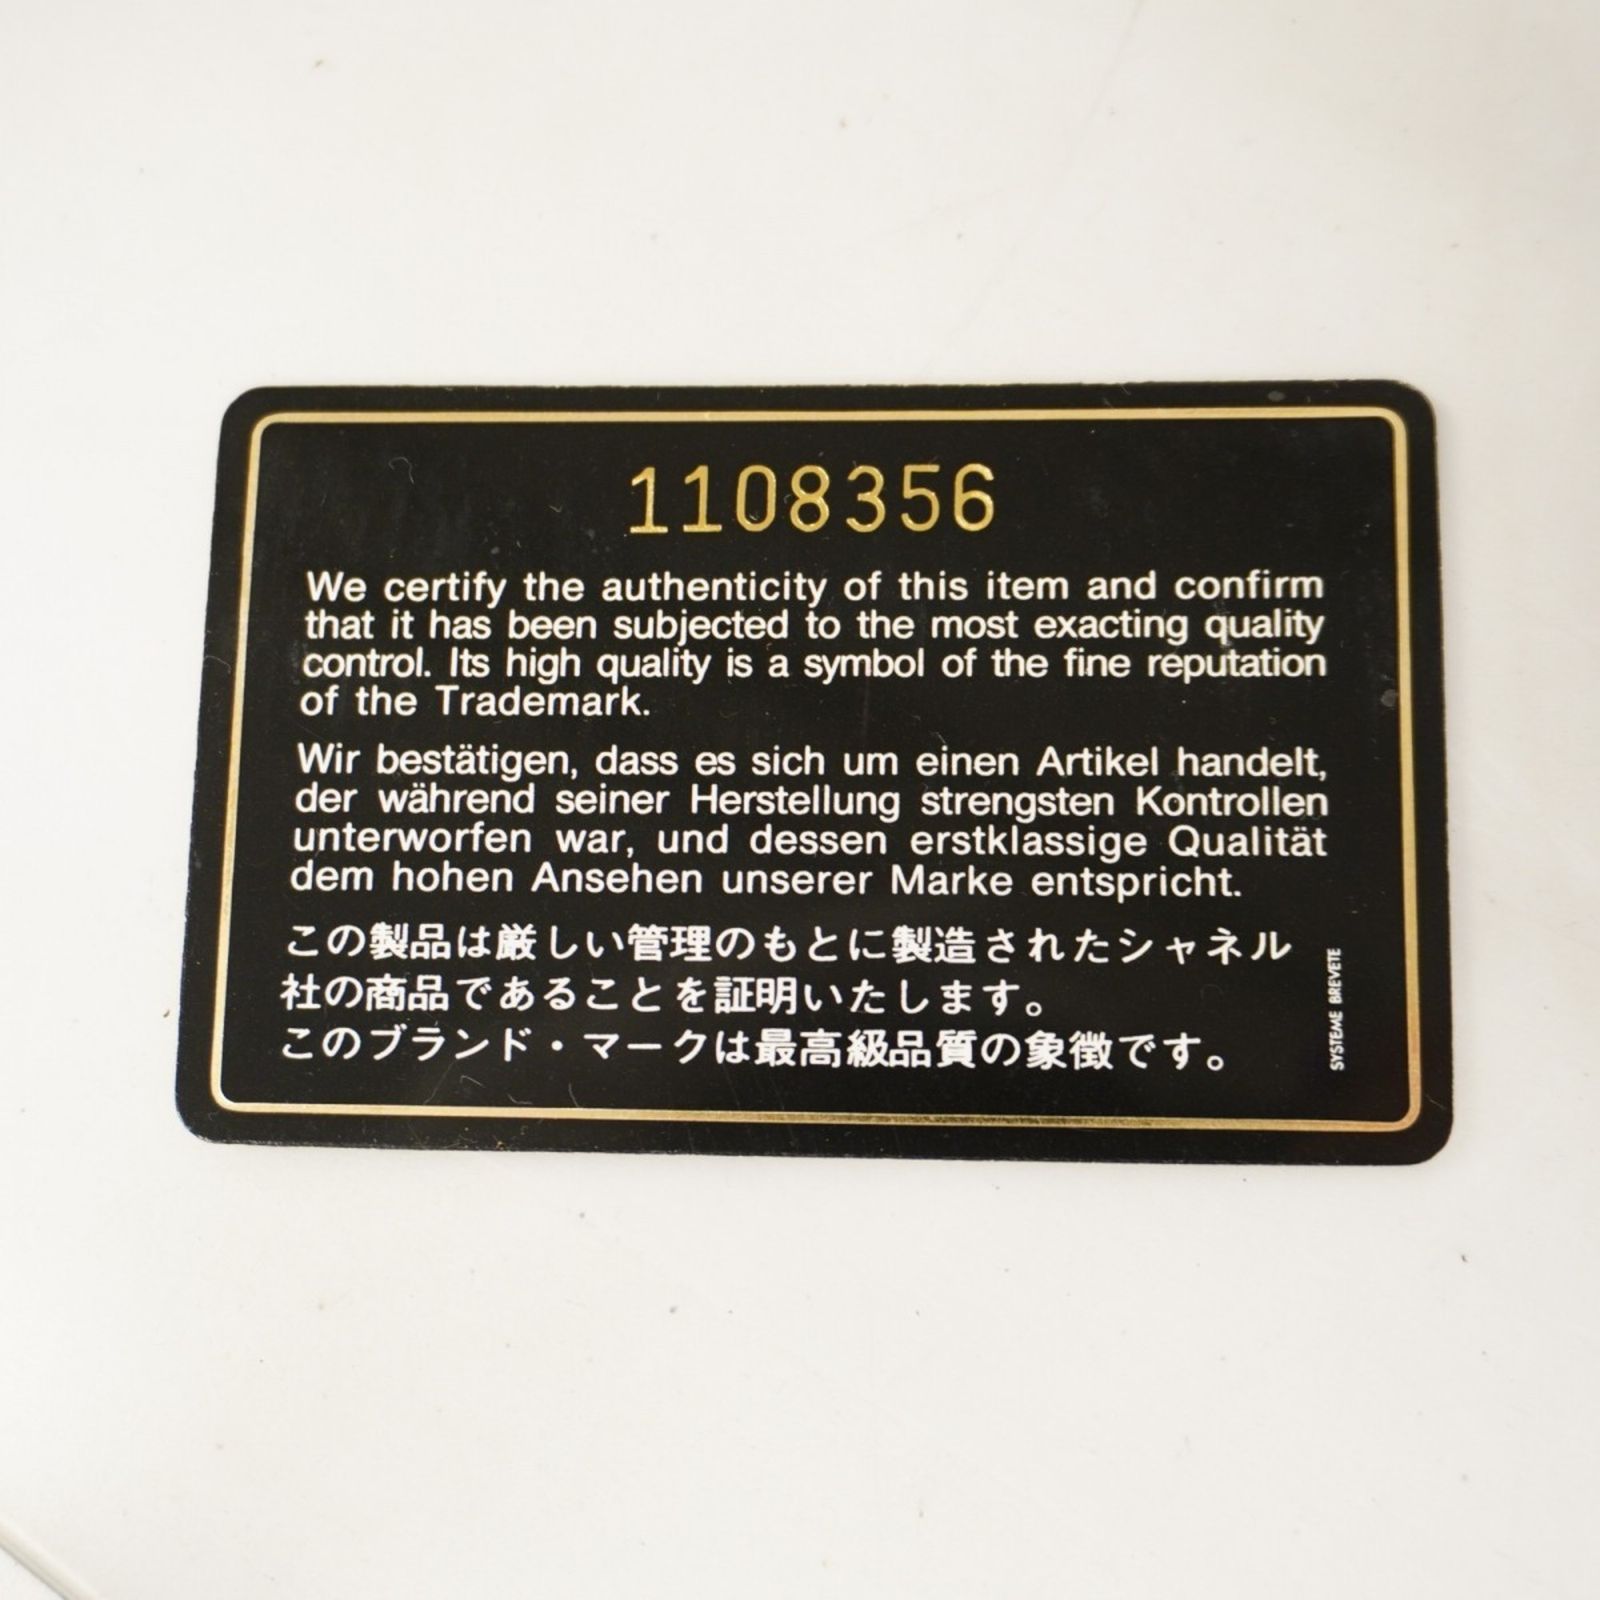 1108356
We certify the authenticity of this item and confirm
that it has been subjected to the most exacting quality
control. Its high quality is a symbol of the fine reputation
of the Trademark.
Wir bestätigen, dass es sich um einen Artikel handelt,
der während seiner Herstellung strengsten Kontrollen
unterworfen war, und dessen erstklassige Qualität
dem hohen Ansehen unserer Marke entspricht.
この製品は厳しい管理のもとに製造されたシャネル
社の商品であることを証明いたします。
このブランド・マークは最高級品質の象徴です。
SYSTEME BREVETE